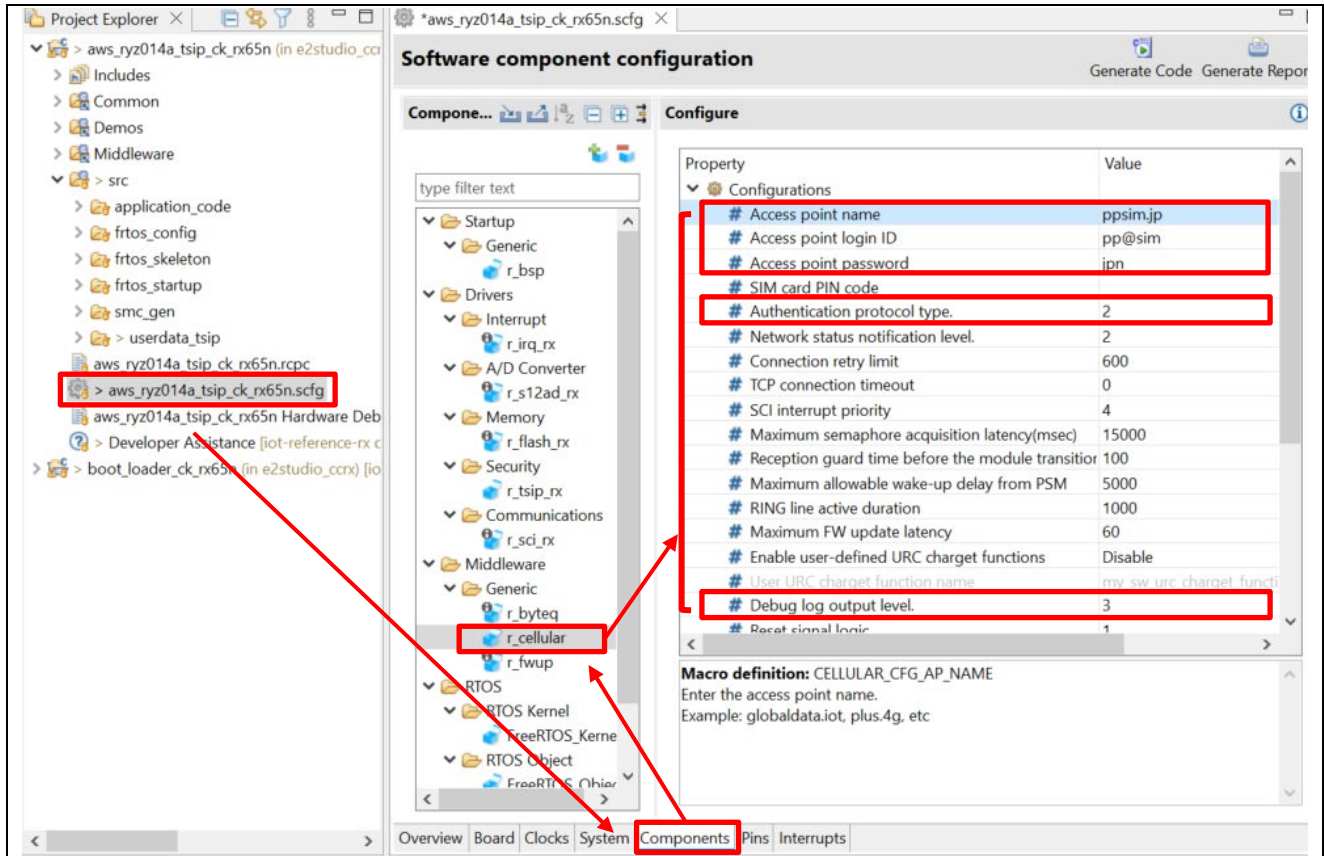 Project Explorer
> aws_ryz014a_tsip_ck_rx65n (in e2studio_ccr
Includes
Common
Demos
Middleware
> src
application_code
frtos_config
frtos_skeleton
frtos_startup
smc_gen
> userdata_tsip
aws_ryz014a_tsip_ck_rx65n.rcpc
> aws_ryz014a_tsip_ck_rx65n.scfg
aws_ryz014a_tsip_ck_rx65n Hardware Deb
> Developer Assistance [iot-reference-rx c
> boot_loader_ck_rx65n (in e2studio_ccrx) [io
*aws_ryz014a_tsip_ck_rx65n.scfg
Software component configuration
Generate Code Generate Repor
Compone...
type filter text
Startup
Generic
r_bsp
Drivers
Interrupt
r_irq_rx
A/D Converter
r_s12ad_rx
Memory
r_flash_rx
Security
r_tsip_rx
Communications
r_sci_rx
Middleware
Generic
r_byteq
r_cellular
r_fwup
RTOS
RTOS Kernel
FreeRTOS_Kerne
RTOS Object
FreeRTOS_Objec
Configure
Property Value
Configurations
# Access point name ppsim.jp
# Access point login ID pp@sim
# Access point password jpn
# SIM card PIN code
# Authentication protocol type. 2
# Network status notification level. 2
# Connection retry limit 600
# TCP connection timeout 0
# SCI interrupt priority 4
# Maximum semaphore acquisition latency(msec) 15000
# Reception guard time before the module transition 100
# Maximum allowable wake-up delay from PSM 5000
# RING line active duration 1000
# Maximum FW update latency 60
# Enable user-defined URC charget functions Disable
# User URC charget function name my_sw_urc_charget_functi
# Debug log output level. 3
# Reset signal logic 1
Macro definition: CELLULAR_CFG_AP_NAME
Enter the access point name.
Example: globaldata.iot, plus.4g, etc
Overview Board Clocks System Components Pins Interrupts